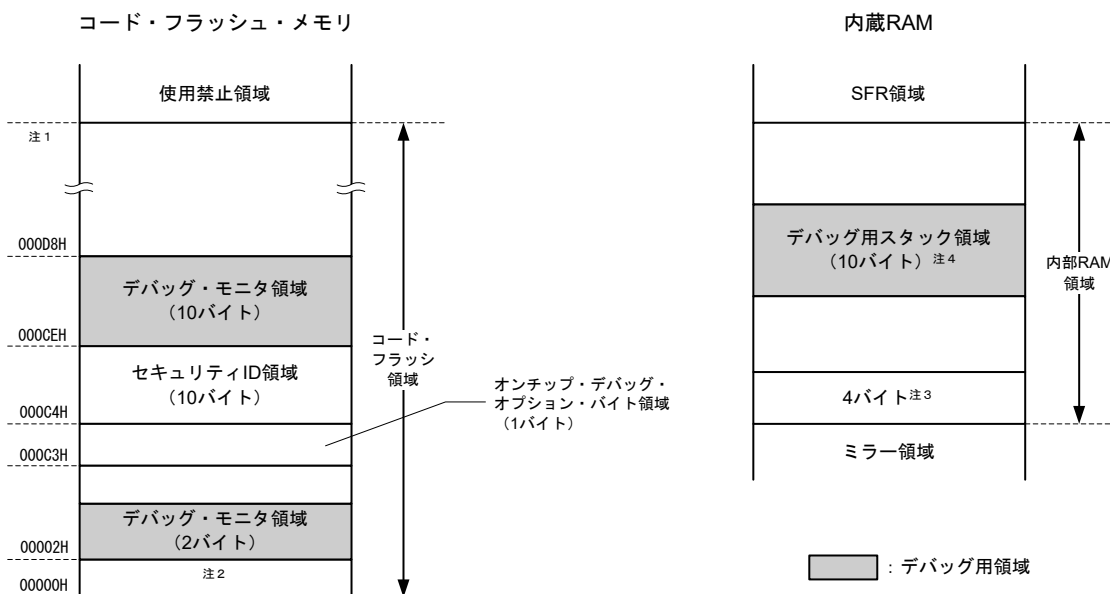 コード・フラッシュ・メモリ
使用禁止領域
注1
000D8H
デバッグ・モニタ領域
(10バイト)
000CEH
セキュリティID領域
(10バイト)
000C4H
000C3H
デバッグ・モニタ領域
(2バイト)
00002H
注2
00000H
コード・
フラッシ
領域
オンチップ・デバッグ・
オプション・バイト領域
(1バイト)
内蔵RAM
SFR領域
デバッグ用スタック領域
(10バイト) 注4
内部RAM
領域
4バイト注3
ミラー領域
:デバッグ用領域